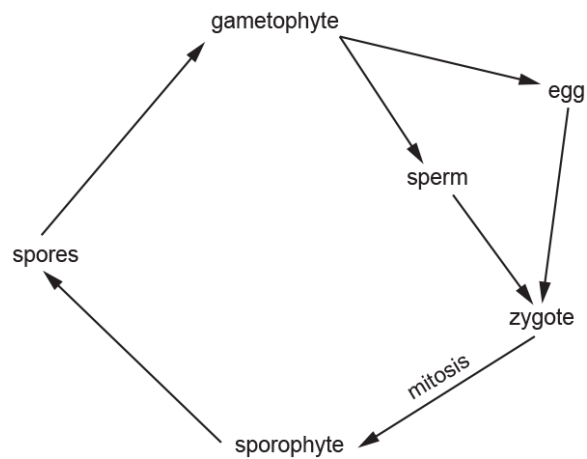 gametophyte
egg
sperm
spores
zygote
mitosis
sporophyte